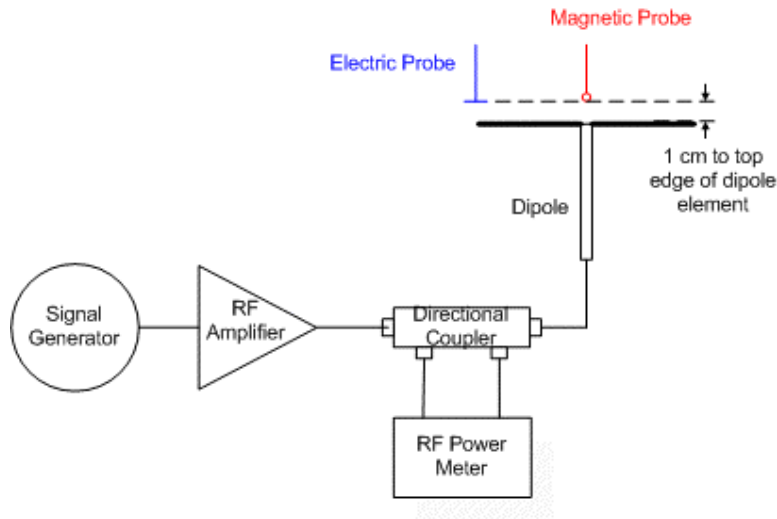 Magnetic Probe
Electric Probe
1 cm to top
edge of dipole
element
Dipole
Signal
Generator
RF
Amplifier
Directional
Coupler
RF Power
Meter